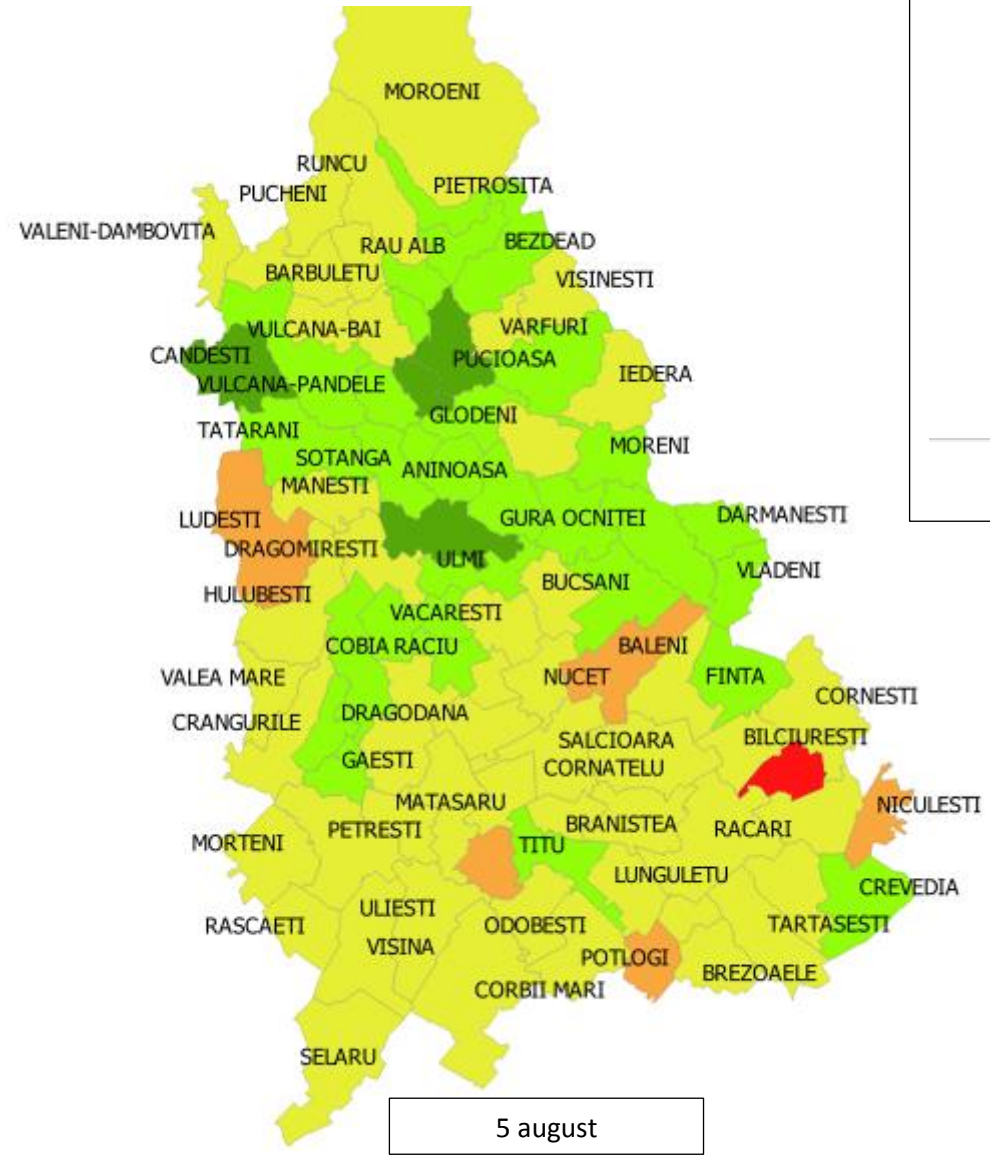 MOROENI
RUNCU
PUCHENI
PIETROSITA
VALENI-DAMBOVITA
RAU ALB
BEZDEAD
BARBULETU
VISINESTI
VULCANA-BAI
VARFURI
CANDESTI
PUCIOASA
VULCANA-PANDELE
IEDERA
GLODENI
TATARANI
MORENI
SOTANGA
ANINOASA
MANESTI
LUDESTI
GURA OCNITEI
DARMANESTI
DRAGOMIRESTI
ULMI
VLADENI
HULUBESTI
BUCSANI
VACARESTI
COBIA RACIU
BALENI
VALEA MARE
NUCET
FINTA
CORNESTI
CRANGURILE
DRAGODANA
SALCIOARA
BILCIURESTI
GAESTI
CORNATELU
MATASARU
NICULESTI
MORTENI
PETRESTI
BRANISTEA
RACARI
TITU
LUNGULETU
CREVEDIA
RASCAETI
ULIESTI
ODOBESTI
TARTASESTI
VISINA
POTLOGI
BREZOAELE
CORBII MARI
SELARU
5 august